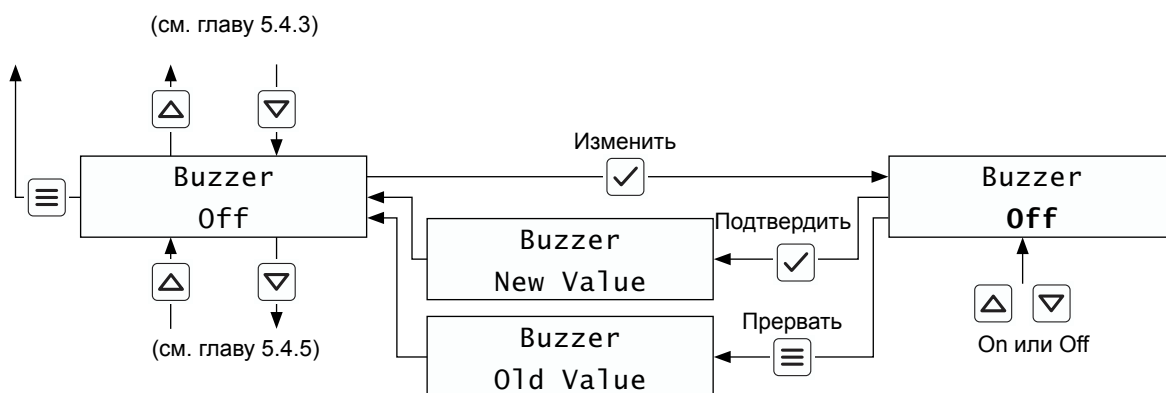 (см. главу 5.4.3)
Изменить
Buzzer
Off
Buzzer
Off
Подтвердить
Buzzer
New Value
Прервать
Buzzer
Old Value
On или Off
(см. главу 5.4.5)